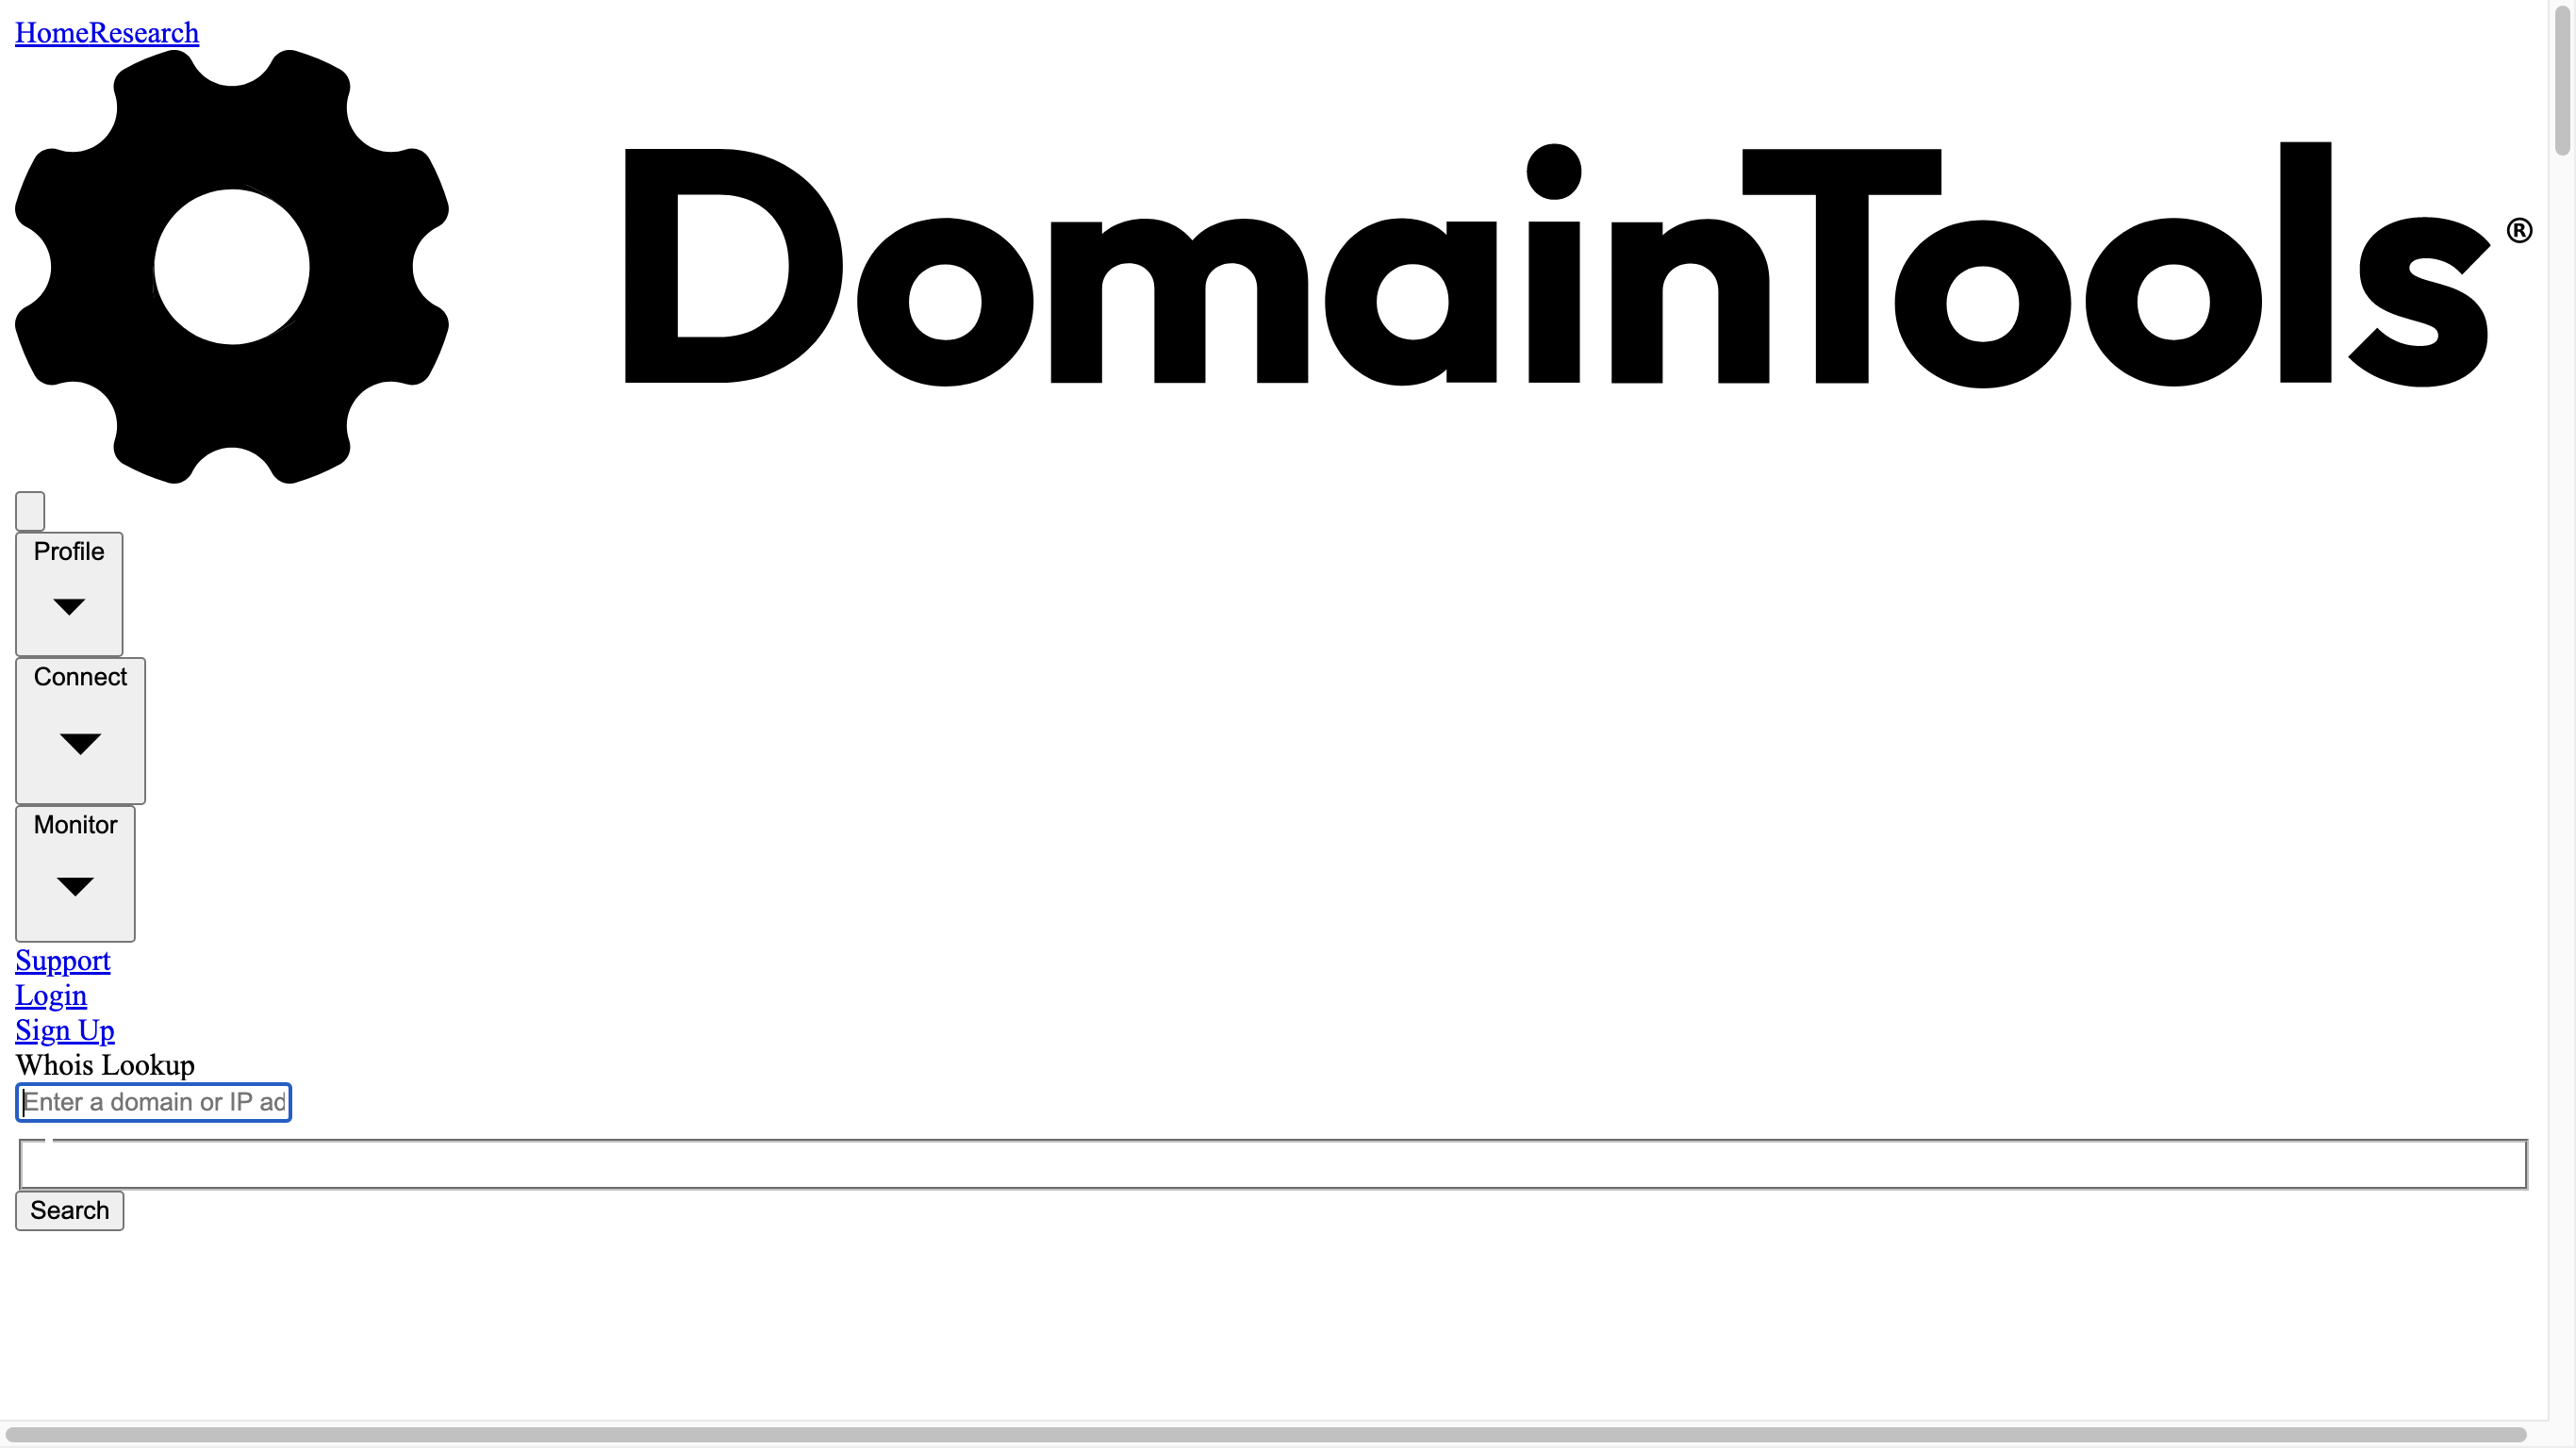 HomeResearch
DomainTools®
Profile
Connect
Monitor
Support
Login
Sign Up
Whois Lookup
Enter a domain or IP ad
Search